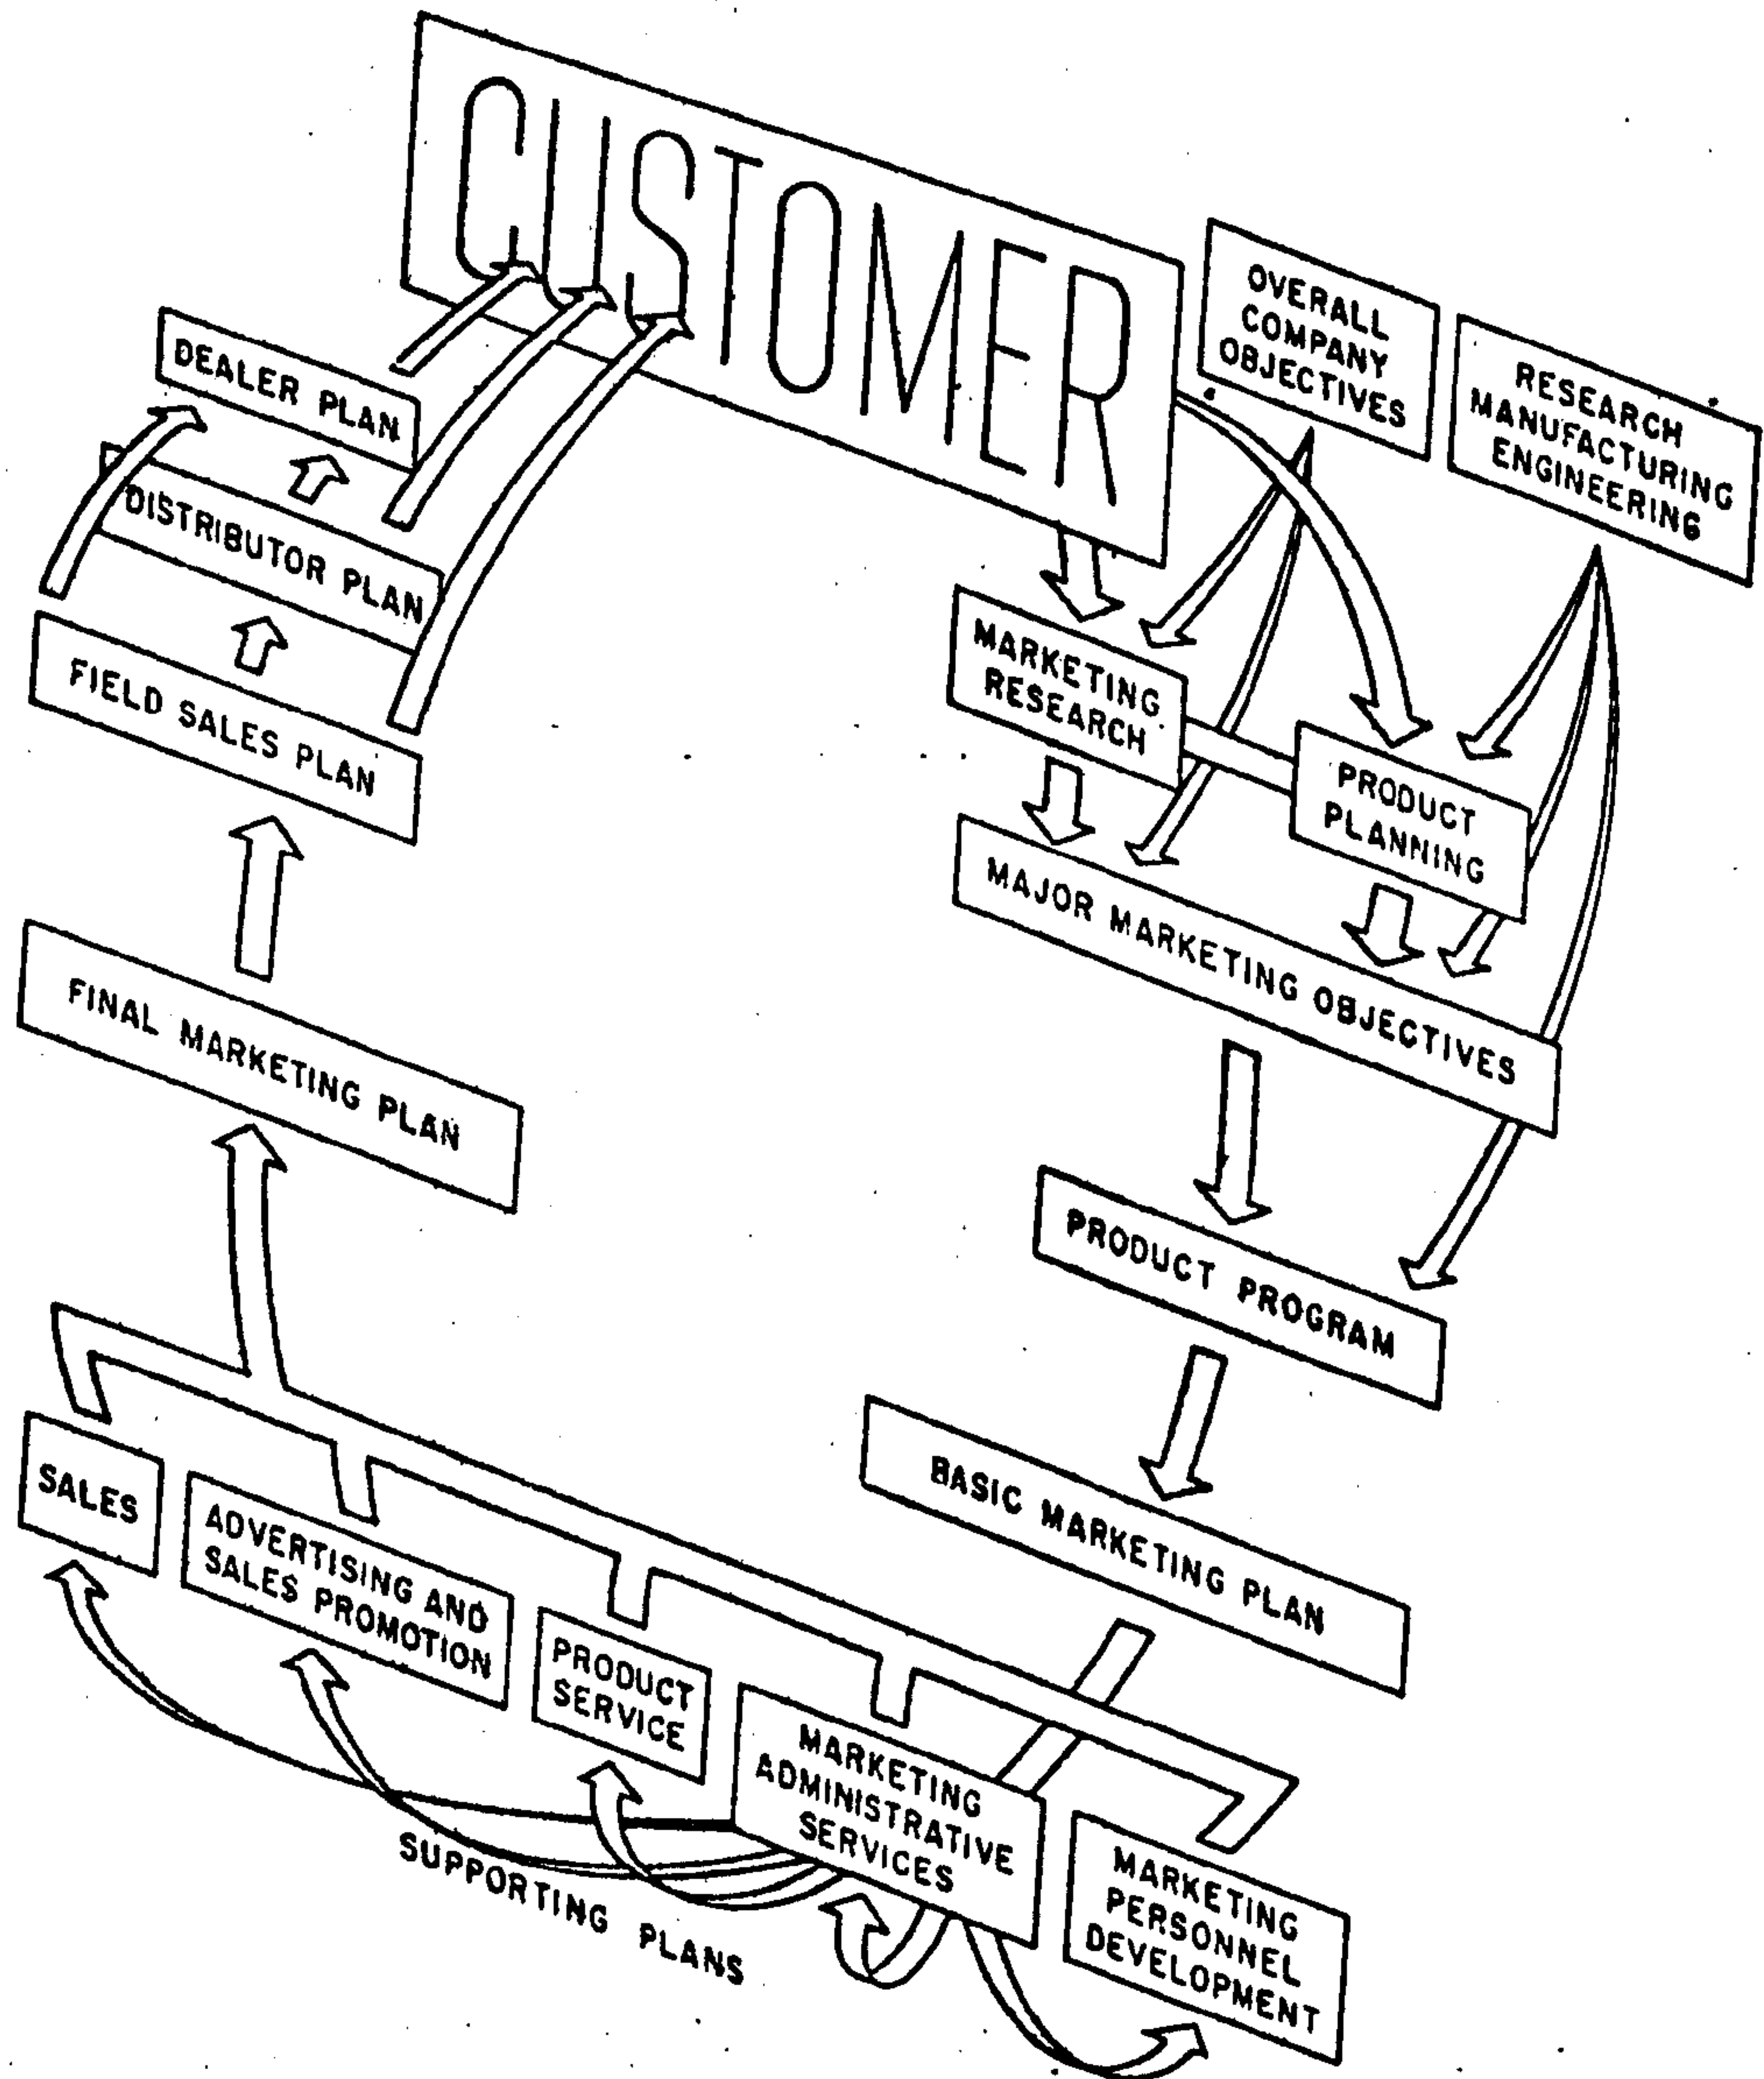 CUSTOMER
OVERALL
COMPANY
OBJECTIVES
RESEARCH
MANUFACTURING
ENGINEERING
DEALER PLAN
DISTRIBUTOR PLAN
FIELD SALES PLAN
MARKETING
RESEARCH
PRODUCT
PLANNING
MAJOR MARKETING OBJECTIVES
FINAL MARKETING PLAN
PRODUCT PROGRAM
BASIC MARKETING PLAN
SALES
ADVERTISING AND
SALES PROMOTION
PRODUCT
SERVICE
MARKETING
ADMINISTRATIVE
SERVICES
MARKETING
PERSONNEL
DEVELOPMENT
SUPPORTING PLANS